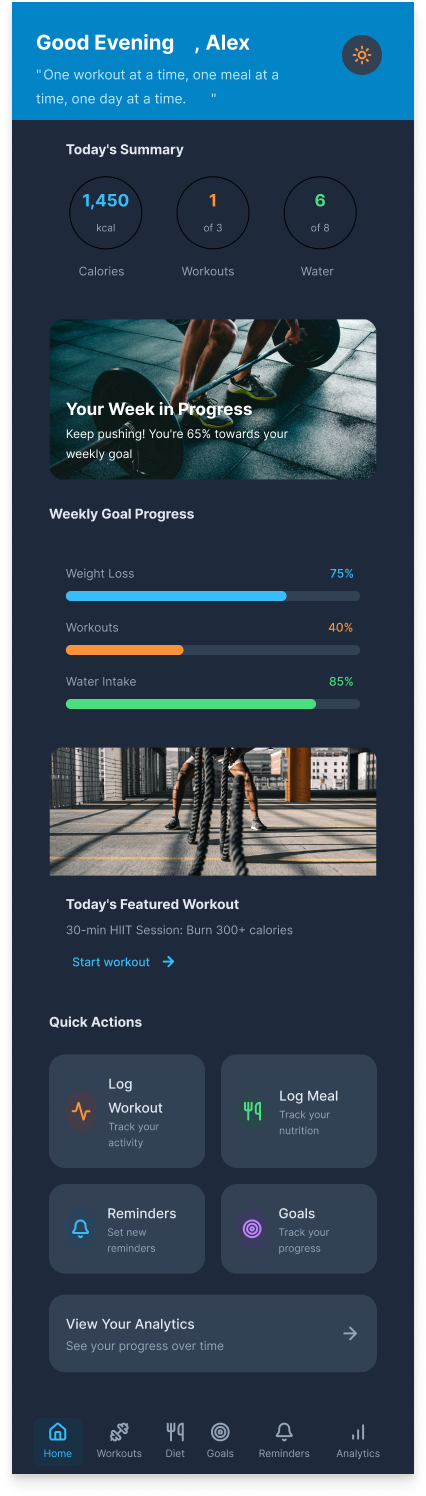 Good Evening , Alex
"One workout at a time, one meal at a
time, one day at a time. "
Today's Summary
1,450
kcal
Calories
1
of 3
Workouts
6
of 8
Water
Your Week in Progress
Keep pushing! You're 65% towards your
weekly goal
Weekly Goal Progress
Weight Loss 75%
Workouts 40%
Water Intake 85%
Today's Featured Workout
30-min HIIT Session: Burn 300+ calories
Start workout →
Quick Actions
Log
Workout
Track your
activity
Log Meal
Track your
nutrition
Reminders
Set new
reminders
Goals
Track your
progress
View Your Analytics
See your progress over time
Home Workouts Diet Goals Reminders Analytics